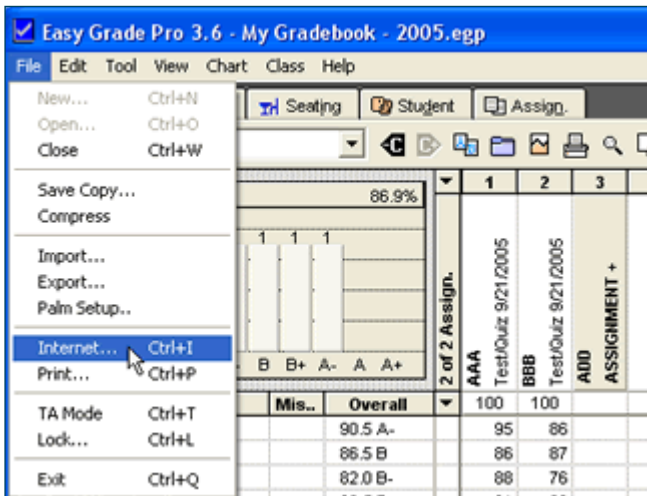 Easy Grade Pro 3.6 - My Gradebook - 2005.egp
File Edit Tool View Chart Class Help
New... Ctrl+N
Open... Ctrl+O
Close Ctrl+W
Save Copy...
Compress
Import...
Export...
Palm Setup..
Internet... Ctrl+I
Print... Ctrl+P
TA Mode Ctrl+T
Lock... Ctrl+L
Exit Ctrl+Q
Seating Student Assign.
86.9%
1 1 1
B B+ A- A A+
2 of 2 Assign.
1 2 3
AAA
Test/Quiz 9/21/2005
BBB
Test/Quiz 9/21/2005
ADD
ASSIGNMENT +
Mis.. Overall 100 100
90.5 A- 95 86
86.5 B 86 87
82.0 B- 88 76